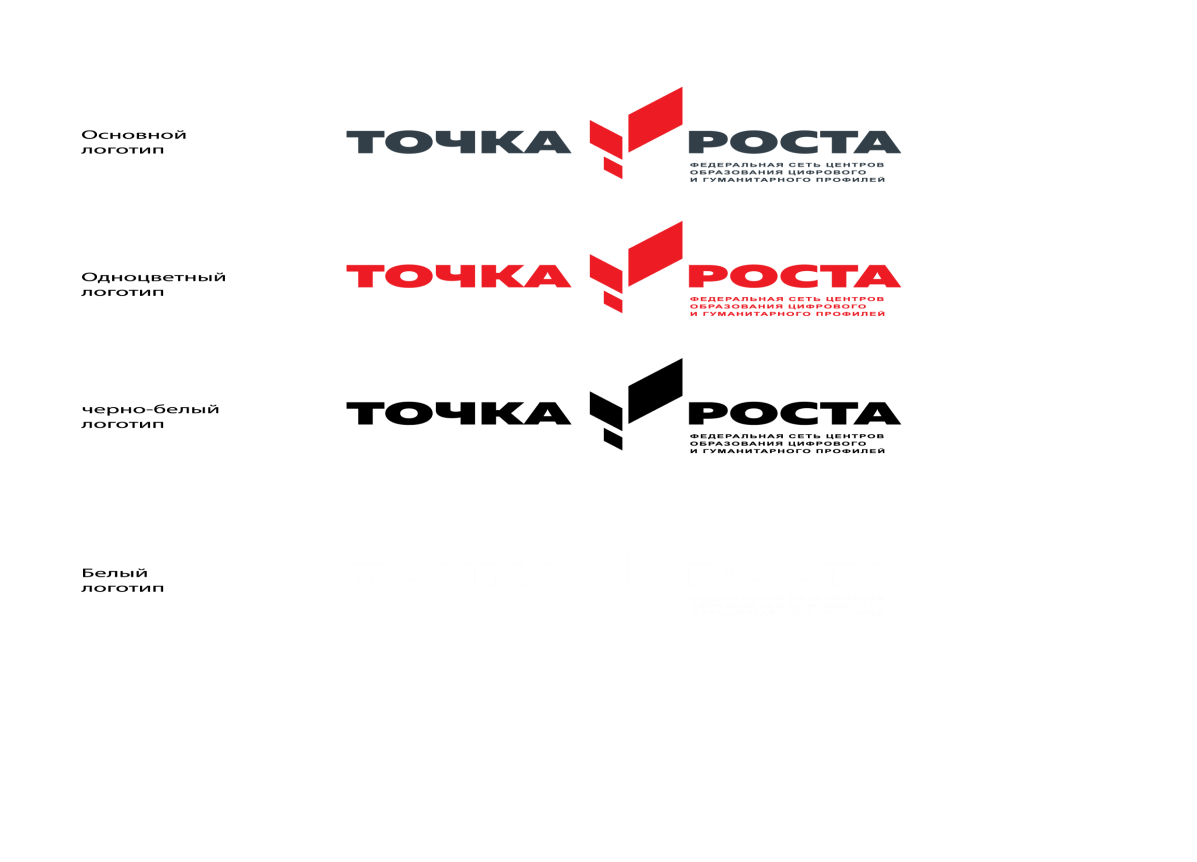 Основной
логотип
ТОЧКА РОСТА
ФЕДЕРАЛЬНАЯ СЕТЬ ЦЕНТРОВ
ОБРАЗОВАНИЯ ЦИФРОВОГО
И ГУМАНИТАРНОГО ПРОФИЛЕЙ
Одноцветный
логотип
ТОЧКА РОСТА
ФЕДЕРАЛЬНАЯ СЕТЬ ЦЕНТРОВ
ОБРАЗОВАНИЯ ЦИФРОВОГО
И ГУМАНИТАРНОГО ПРОФИЛЕЙ
черно-белый
логотип
ТОЧКА РОСТА
ФЕДЕРАЛЬНАЯ СЕТЬ ЦЕНТРОВ
ОБРАЗОВАНИЯ ЦИФРОВОГО
И ГУМАНИТАРНОГО ПРОФИЛЕЙ
Белый
логотип